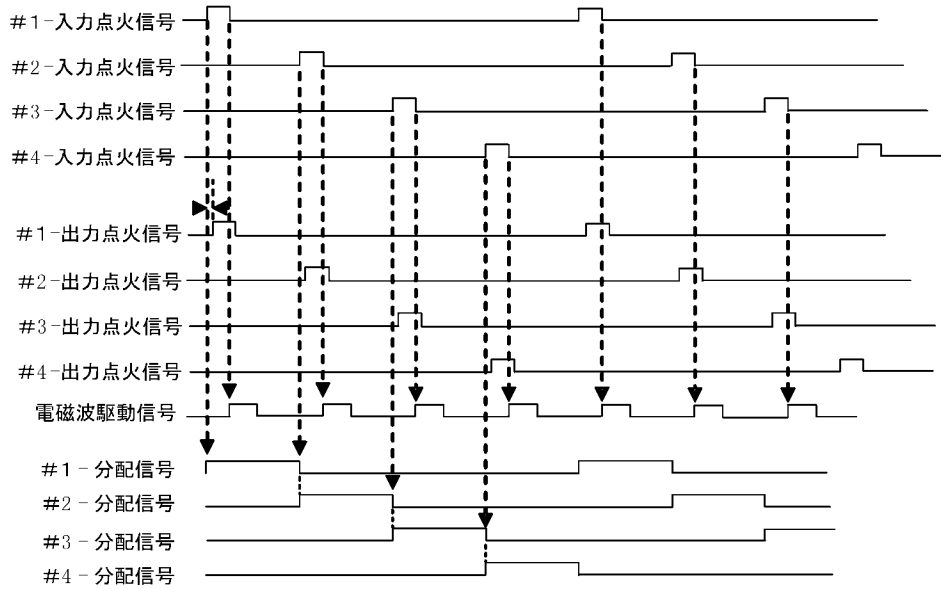 #1-入力点火信号
#2-入力点火信号
#3-入力点火信号
#4-入力点火信号
#1-出力点火信号
#2-出力点火信号
#3-出力点火信号
#4-出力点火信号
電磁波駆動信号
#1-分配信号
#2-分配信号
#3-分配信号
#4-分配信号